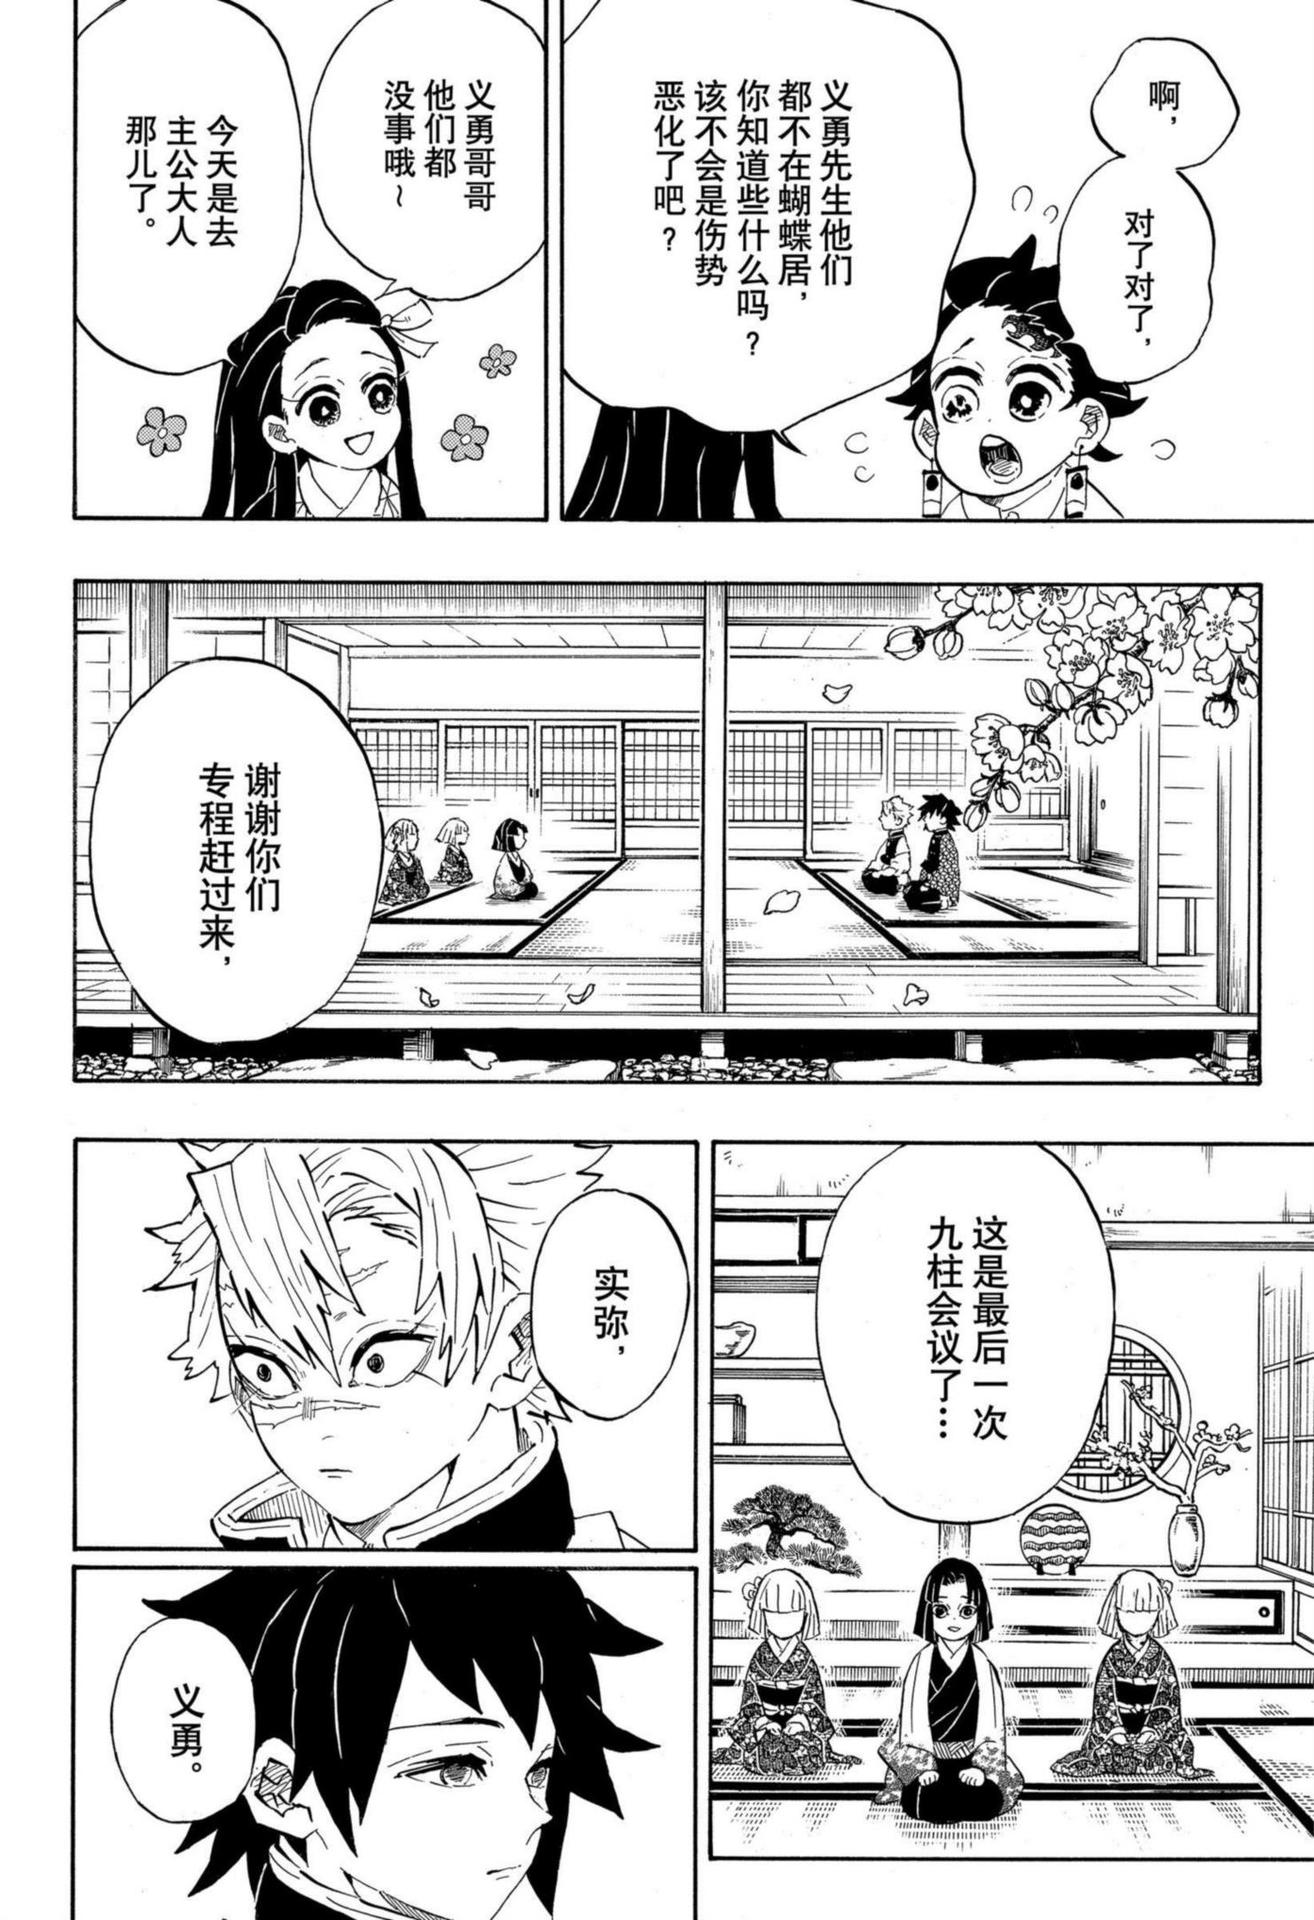 啊，
对了对了，
义勇先生他们
都不在蝴蝶居，
你知道些什么吗？
该不会是伤势
恶化了吧？
义勇哥哥
他们都
没事哦~
今天是去
主公大人
那儿了。
谢谢你们
专程赶过来，
这是最后一次
九柱会议了…
实弥，
义勇。